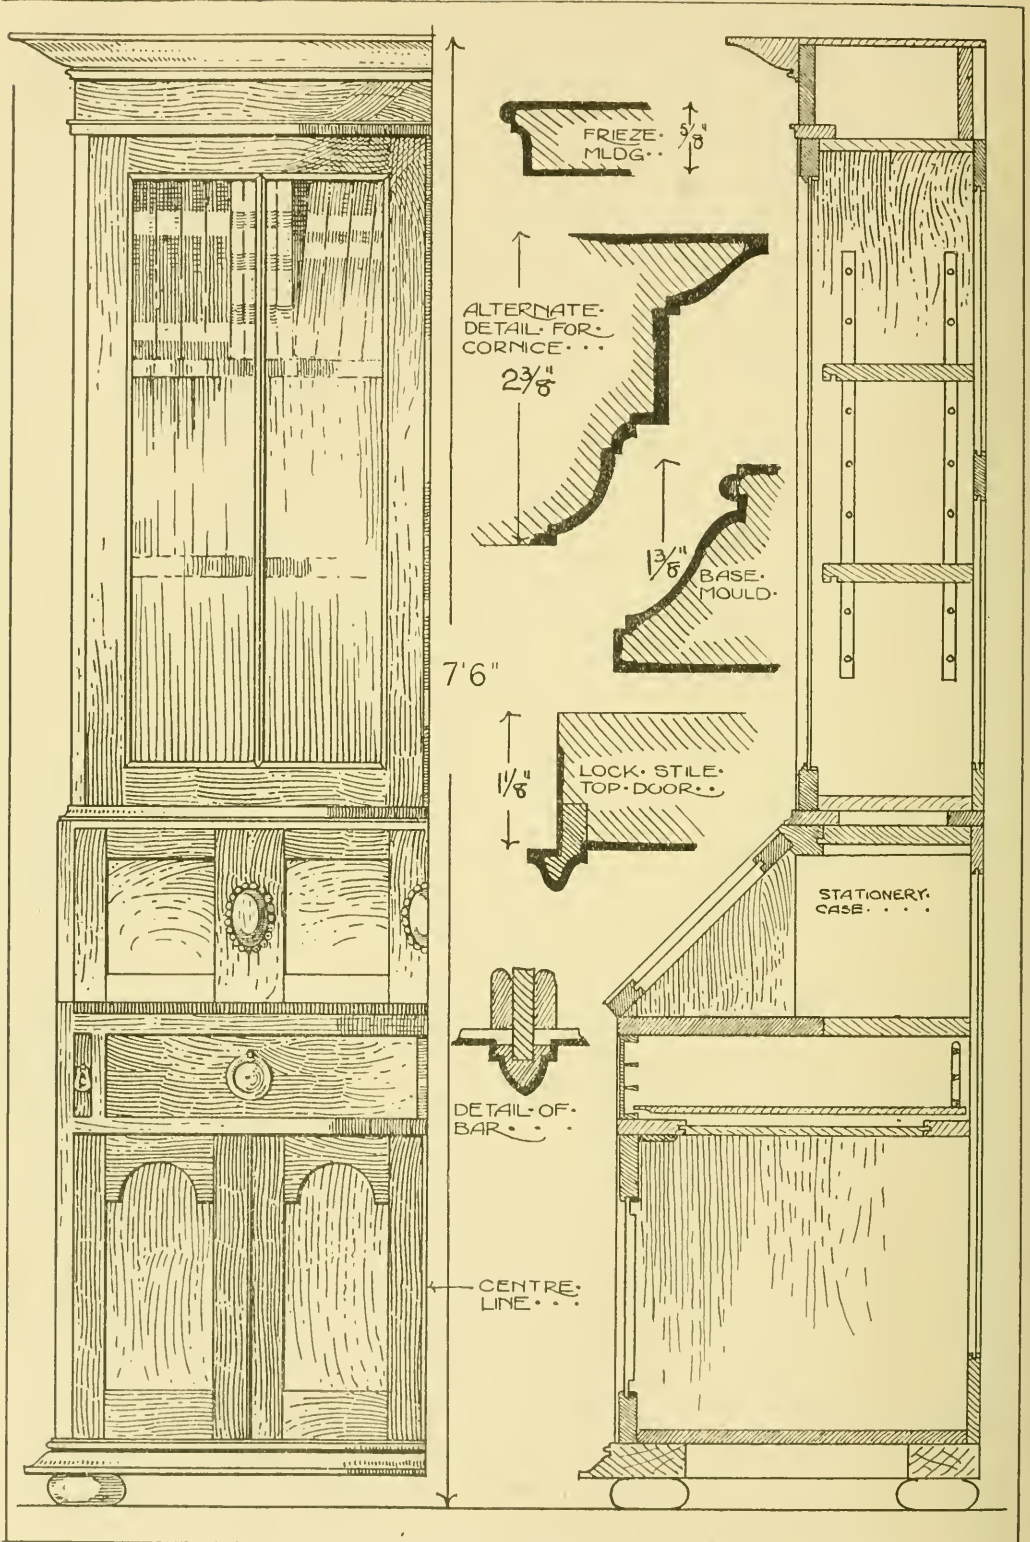 FRIEZE·
MLDG··
5/8"
ALTERNATE·
DETAIL· FOR·
CORNICE· · ·
2 3/8"
1 3/8"
BASE·
MOULD·
7'6"
1 1/8"
LOCK· STILE·
TOP·DOOR··
STATIONERY·
CASE· · · ·
DETAIL·OF·
BAR· · ·
CENTRE·
LINE· · ·